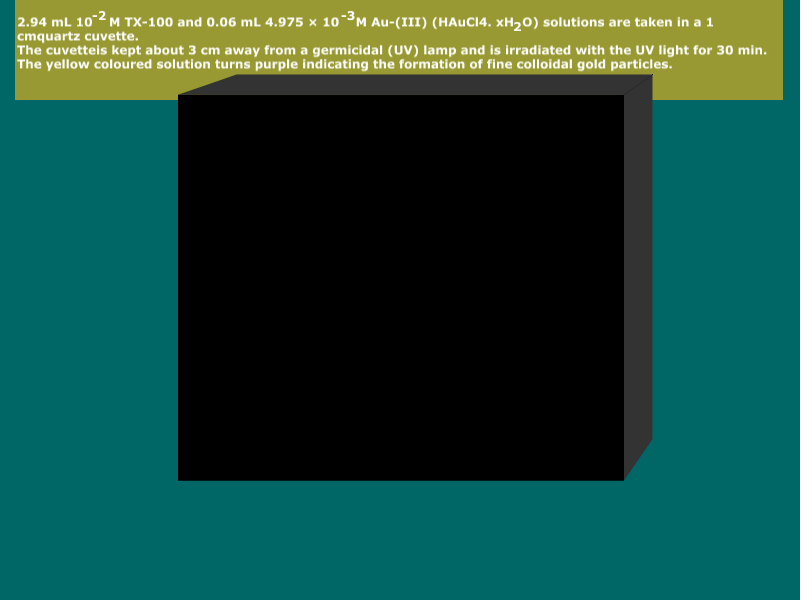 2.94 mL 10⁻² M TX-100 and 0.06 mL 4.975 × 10⁻³M Au-(III) (HAuCl4. xH₂O) solutions are taken in a 1
cmquartz cuvette.
The cuvetteis kept about 3 cm away from a germicidal (UV) lamp and is irradiated with the UV light for 30 min.
The yellow coloured solution turns purple indicating the formation of fine colloidal gold particles.